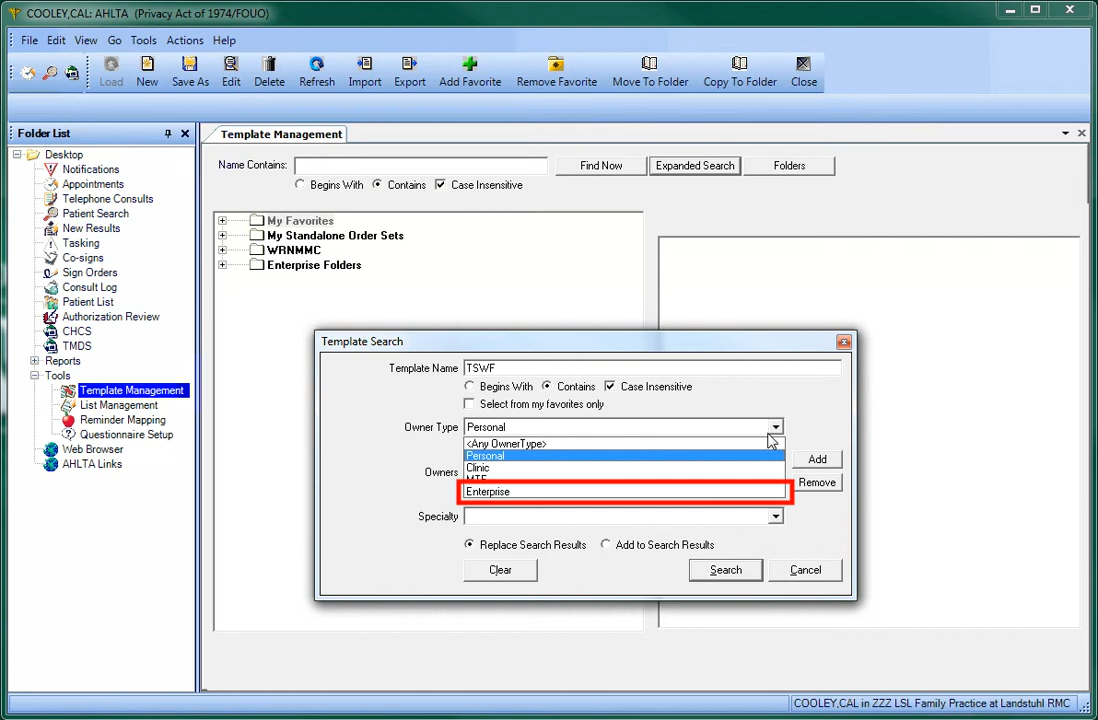 COOLEY,CAL: AHLTA (Privacy Act of 1974/FOUO)
File Edit View Go Tools Actions Help
Load New Save As Edit Delete Refresh Import Export Add Favorite Remove Favorite Move To Folder Copy To Folder Close
Folder List
Desktop
Notifications
Appointments
Telephone Consults
Patient Search
New Results
Tasking
Co-signs
Sign Orders
Consult Log
Patient List
Authorization Review
CHCS
TMDS
Reports
Tools
Template Management
List Management
Reminder Mapping
Questionnaire Setup
Web Browser
AHLTA Links
Template Management
Name Contains: Find Now Expanded Search Folders
Begins With Contains Case Insensitive
My Favorites
My Standalone Order Sets
WRNMMC
Enterprise Folders
Template Search
Template Name TSWF
Begins With Contains Case Insensitive
Select from my favorites only
Owner Type Personal
<Any OwnerType>
Personal
Clinic
MTF
Enterprise
Owners
Add
Remove
Specialty
Replace Search Results Add to Search Results
Clear Search Cancel
COOLEY,CAL in ZZZ LSL Family Practice at Landstuhl RMC